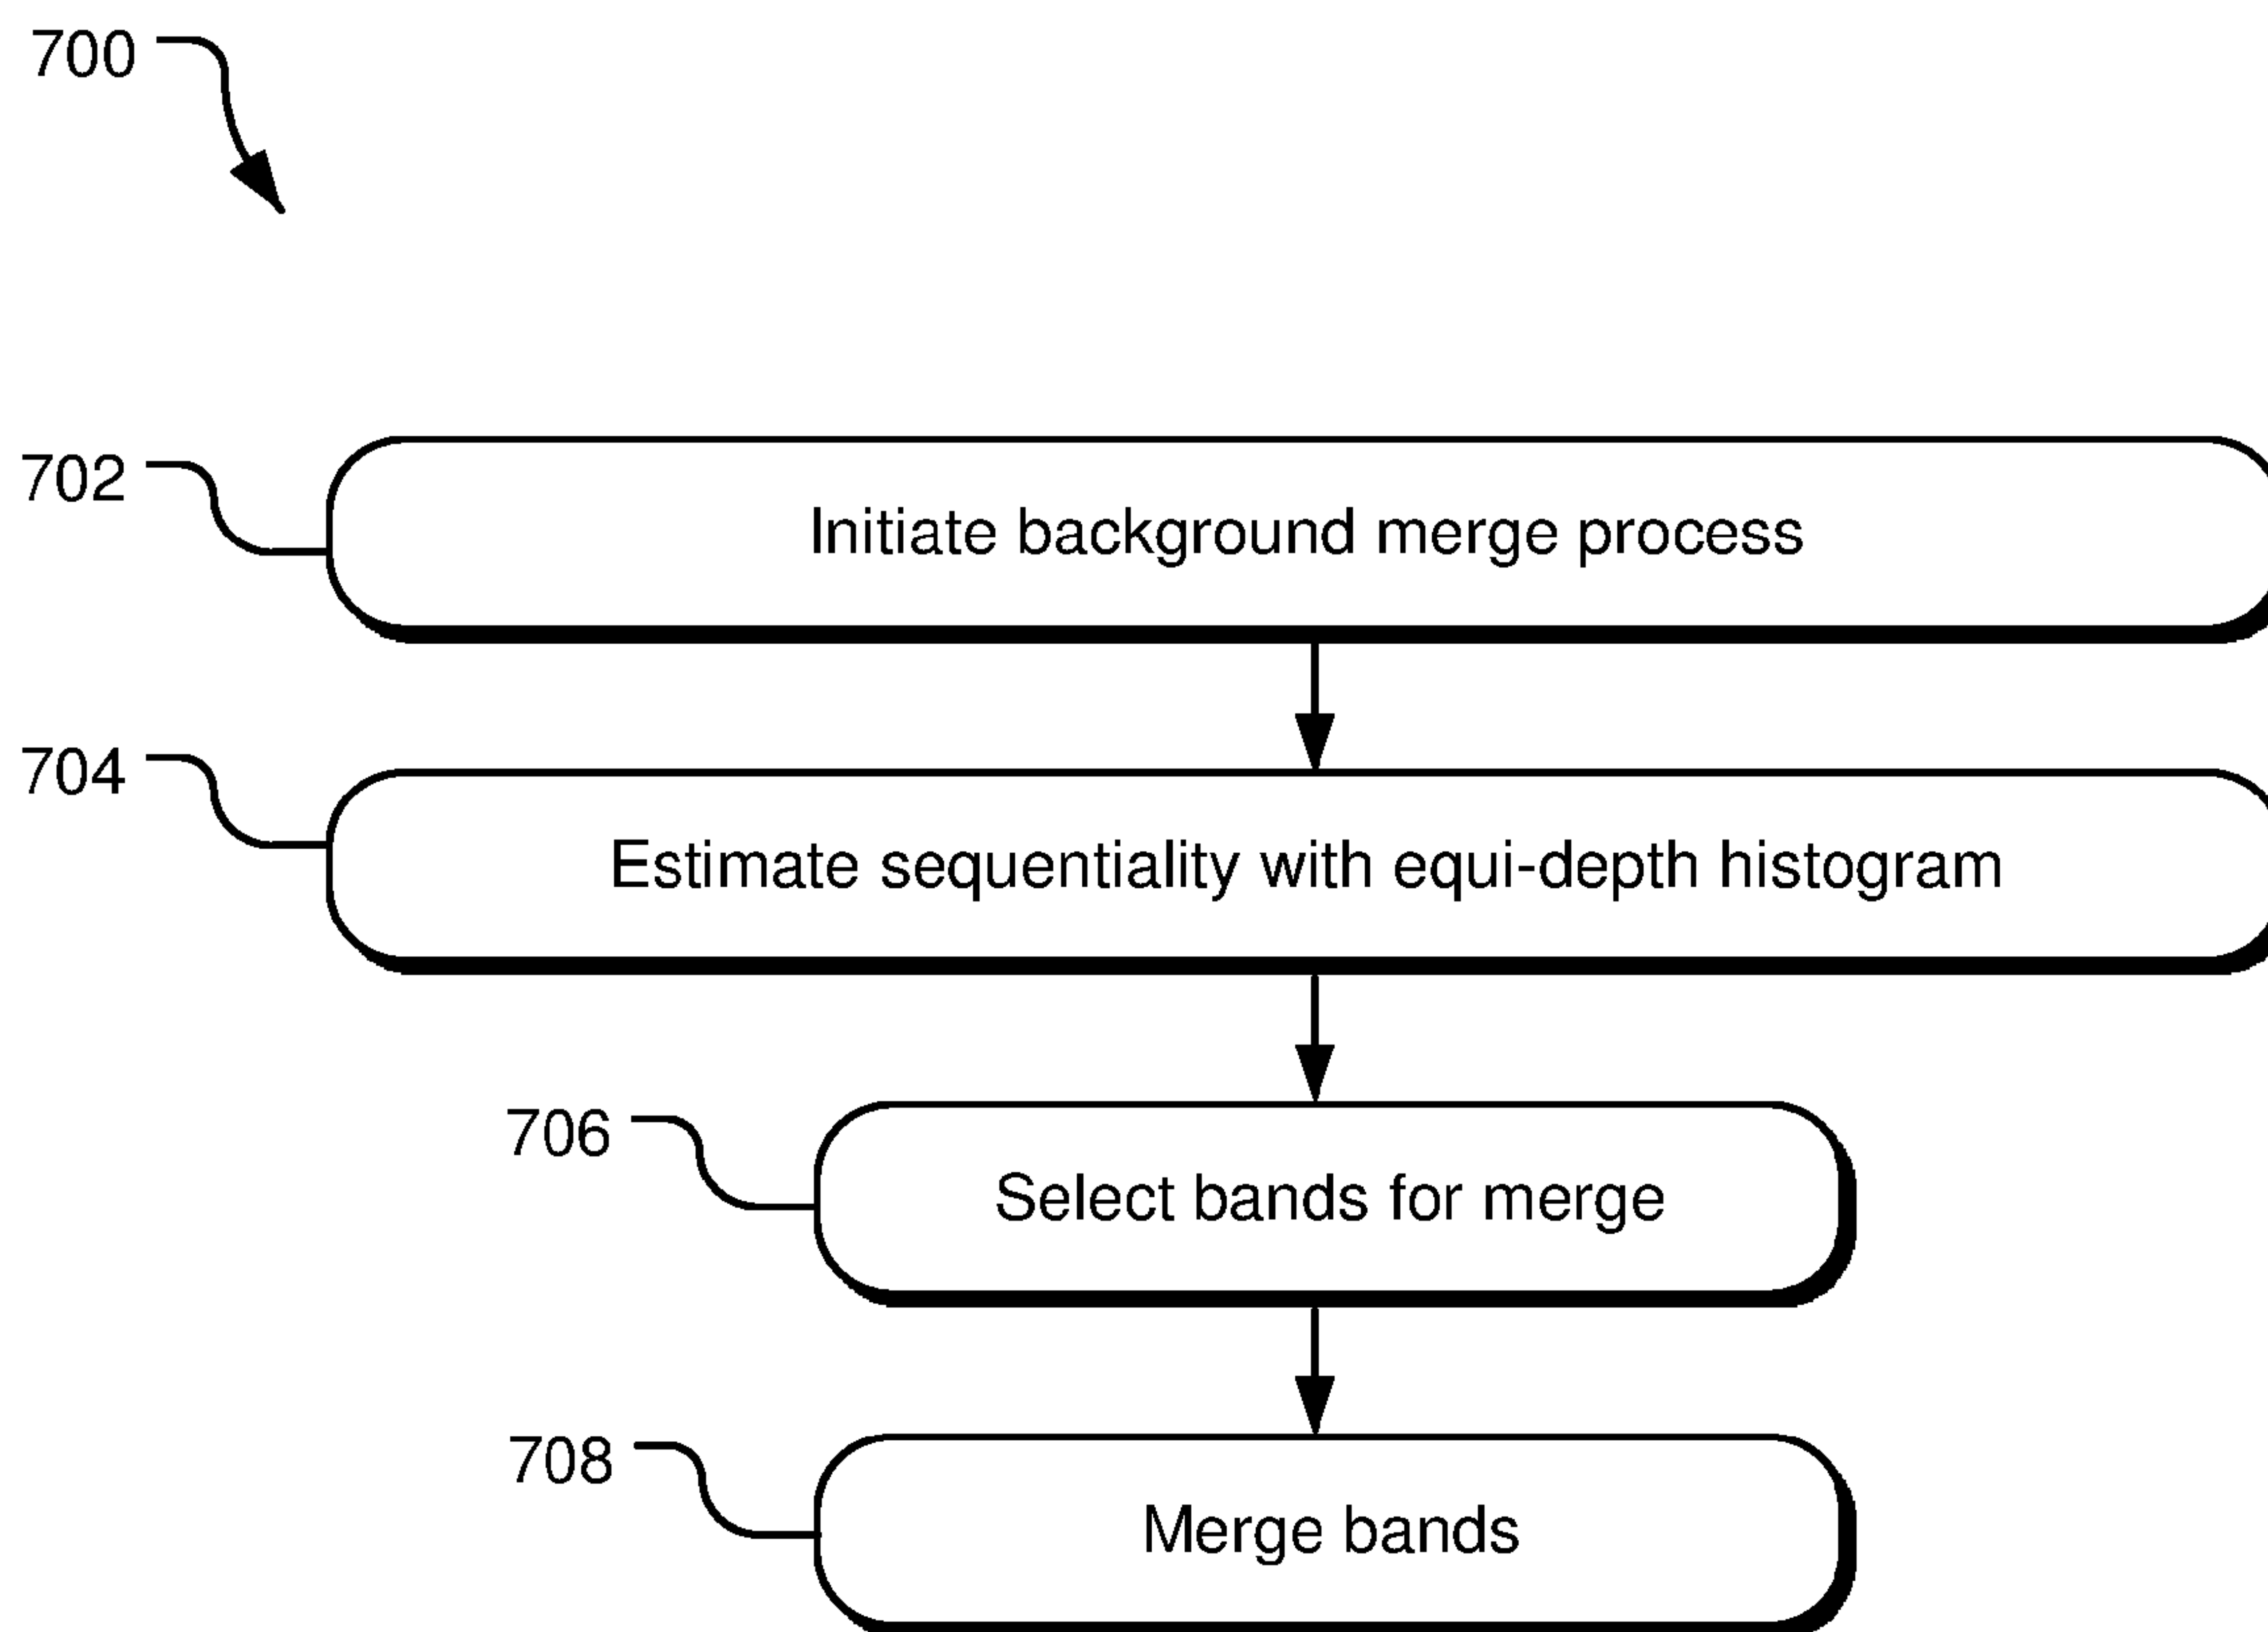 700
702
Initiate background merge process
704
Estimate sequentiality with equi-depth histogram
706
Select bands for merge
708
Merge bands